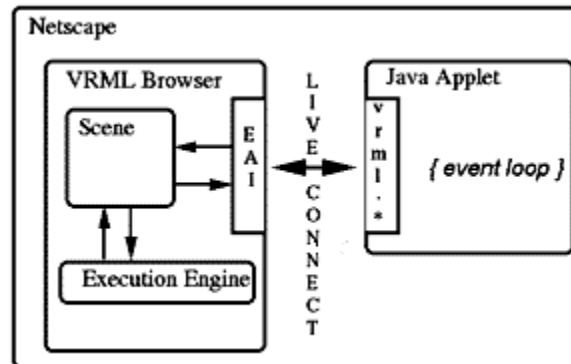 Netscape
VRML Browser
Scene
EAI
Execution Engine
LIVE CONNECT
Java Applet
vrml.*
{ event loop }